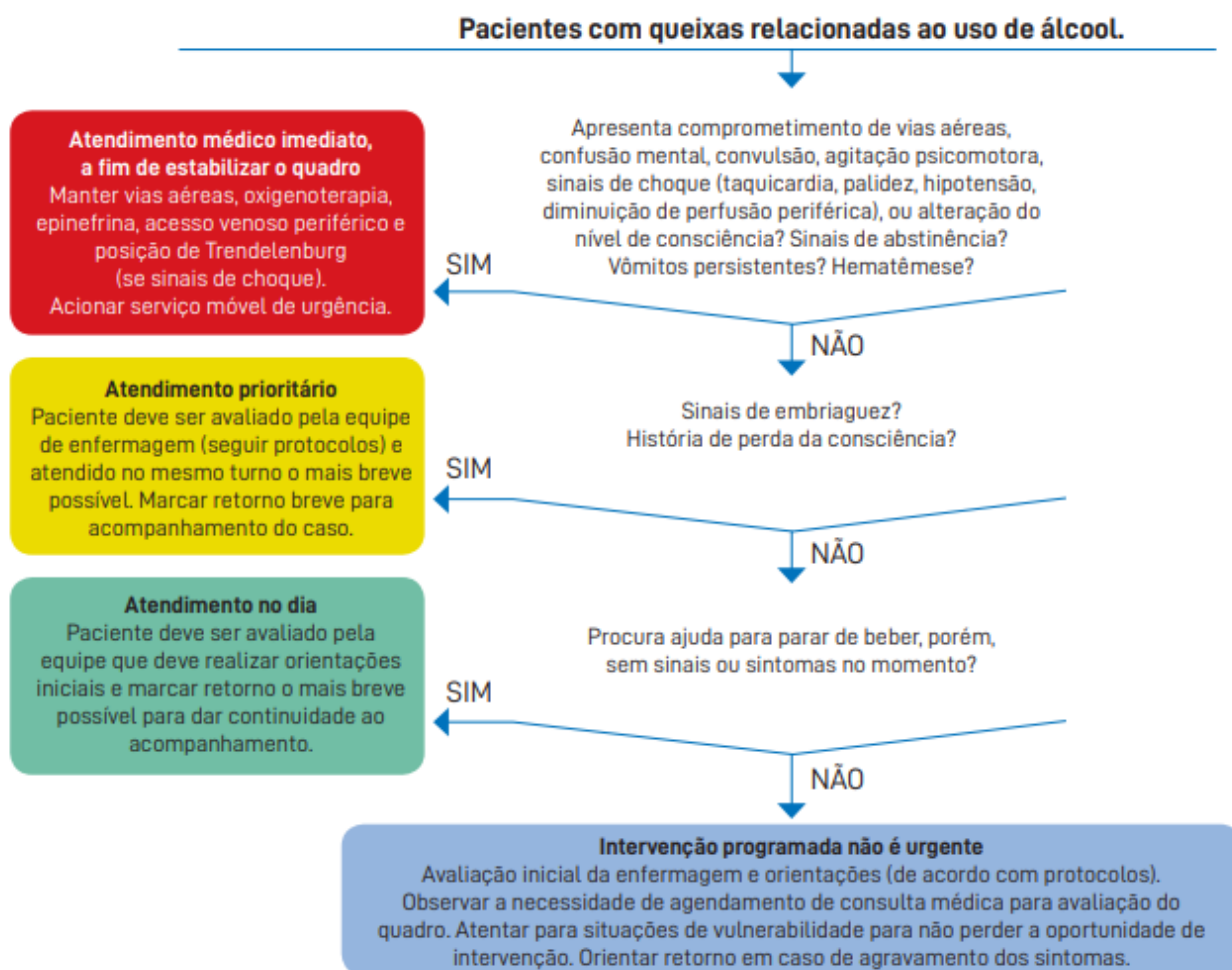 Pacientes com queixas relacionadas ao uso de álcool.
Atendimento médico imediato,
a fim de estabilizar o quadro
Manter vias aéreas, oxigenoterapia,
epinefrina, acesso venoso periférico e
posição de Trendelenburg
(se sinais de choque).
Acionar serviço móvel de urgência.
Apresenta comprometimento de vias aéreas,
confusão mental, convulsão, agitação psicomotora,
sinais de choque (taquicardia, palidez, hipotensão,
diminuição de perfusão periférica), ou alteração do
nível de consciência? Sinais de abstinência?
Vômitos persistentes? Hematêmese?
SIM
NÃO
Atendimento prioritário
Paciente deve ser avaliado pela equipe
de enfermagem (seguir protocolos) e
atendido no mesmo turno o mais breve
possível. Marcar retorno breve para
acompanhamento do caso.
Sinais de embriaguez?
História de perda da consciência?
SIM
NÃO
Atendimento no dia
Paciente deve ser avaliado pela
equipe que deve realizar orientações
iniciais e marcar retorno o mais breve
possível para dar continuidade ao
acompanhamento.
Procura ajuda para parar de beber, porém,
sem sinais ou sintomas no momento?
SIM
NÃO
Intervenção programada não é urgente
Avaliação inicial da enfermagem e orientações (de acordo com protocolos).
Observar a necessidade de agendamento de consulta médica para avaliação do
quadro. Atentar para situações de vulnerabilidade para não perder a oportunidade de
intervenção. Orientar retorno em caso de agravamento dos sintomas.